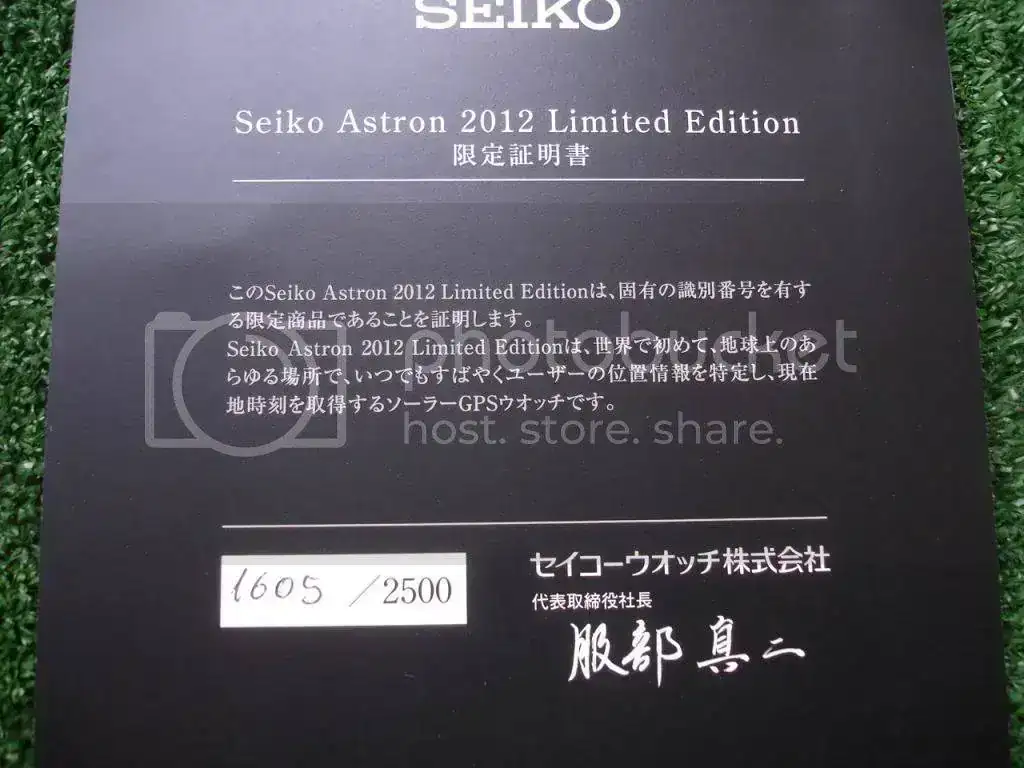 SEIKO
Seiko Astron 2012 Limited Edition
限定証明書
このSeiko Astron 2012 Limited Editionは、固有の識別番号を有す
る限定商品であることを証明します。
Seiko Astron 2012 Limited Editionは、世界で初めて、地球上のあ
らゆる場所で、いつでもすばやくユーザーの位置情報を特定し、現在
地時刻を取得するソーラーGPSウオッチです。
photobucket
host. store. share.
1605 /2500
セイコーウオッチ株式会社
代表取締役社長
服部真二